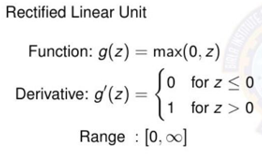 Rectified Linear Unit
Function: g(z) = max(0, z)
Derivative: g′(z) = { 0 for z ≤ 0
1 for z > 0
Range : [0, ∞]